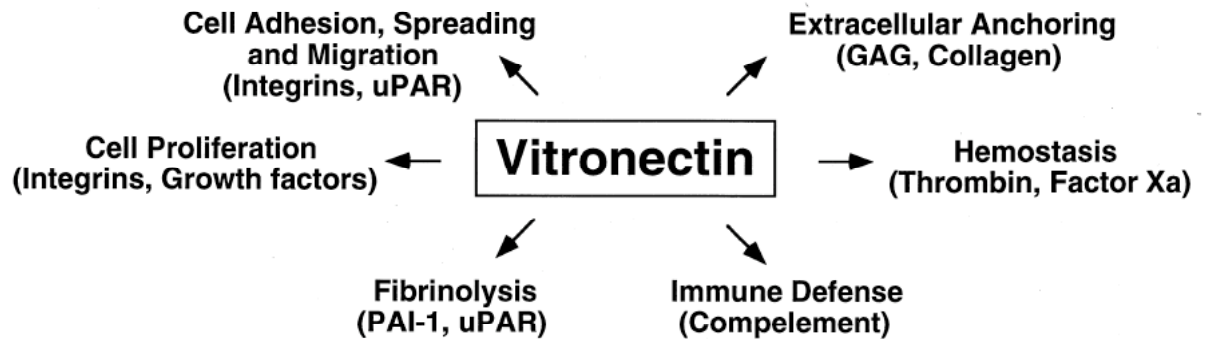 Cell Adhesion, Spreading
and Migration
(Integrins, uPAR)
Extracellular Anchoring
(GAG, Collagen)
Cell Proliferation
(Integrins, Growth factors)
Vitronectin
Hemostasis
(Thrombin, Factor Xa)
Fibrinolysis
(PAI-1, uPAR)
Immune Defense
(Compelement)